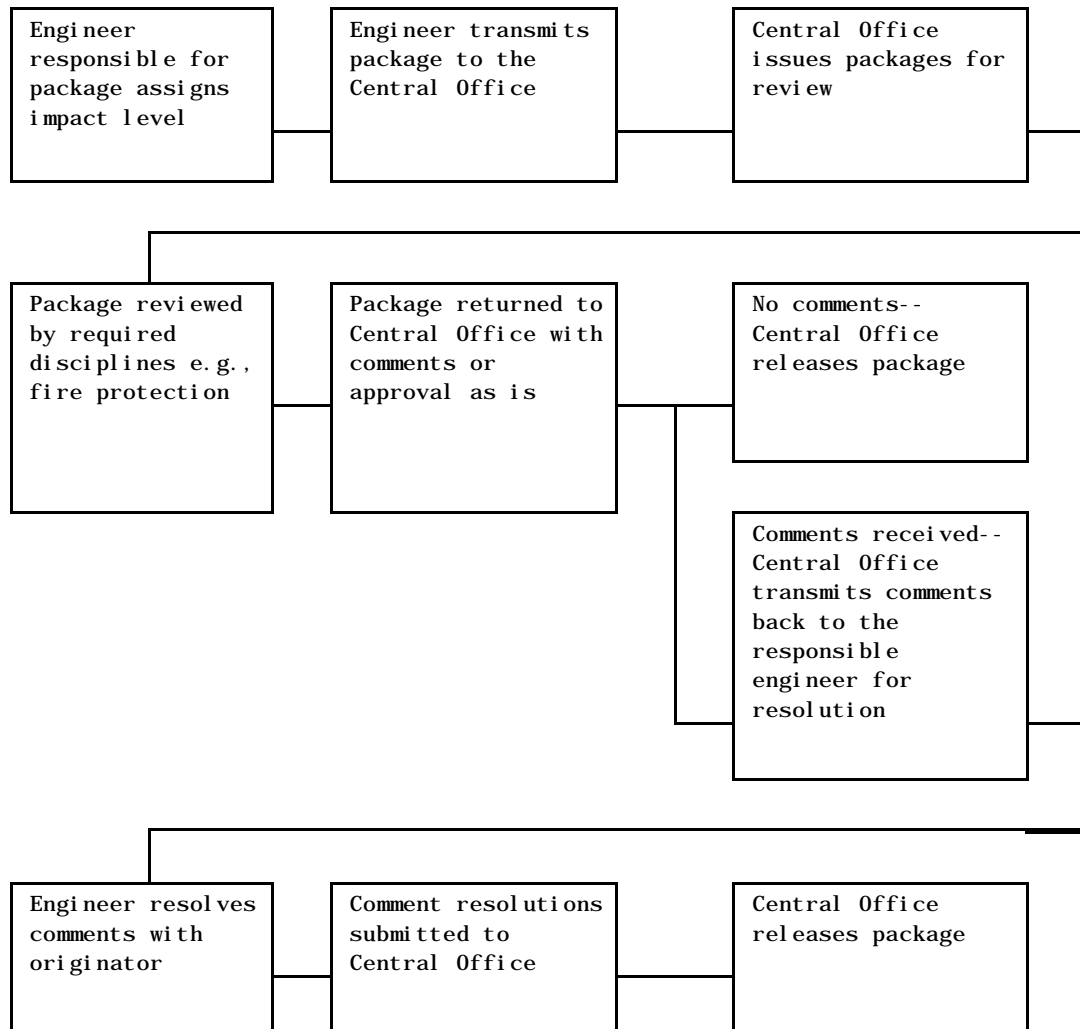 Engineer
responsible for
package assigns
impact level
Engineer transmits
package to the
Central Office
Central Office
issues packages for
review
Package reviewed
by required
disciplines e.g.,
fire protection
Package returned to
Central Office with
comments or
approval as is
No comments--
Central Office
releases package
Comments received--
Central Office
transmits comments
back to the
responsible
engineer for
resolution
Engineer resolves
comments with
originator
Comment resolutions
submitted to
Central Office
Central Office
releases package